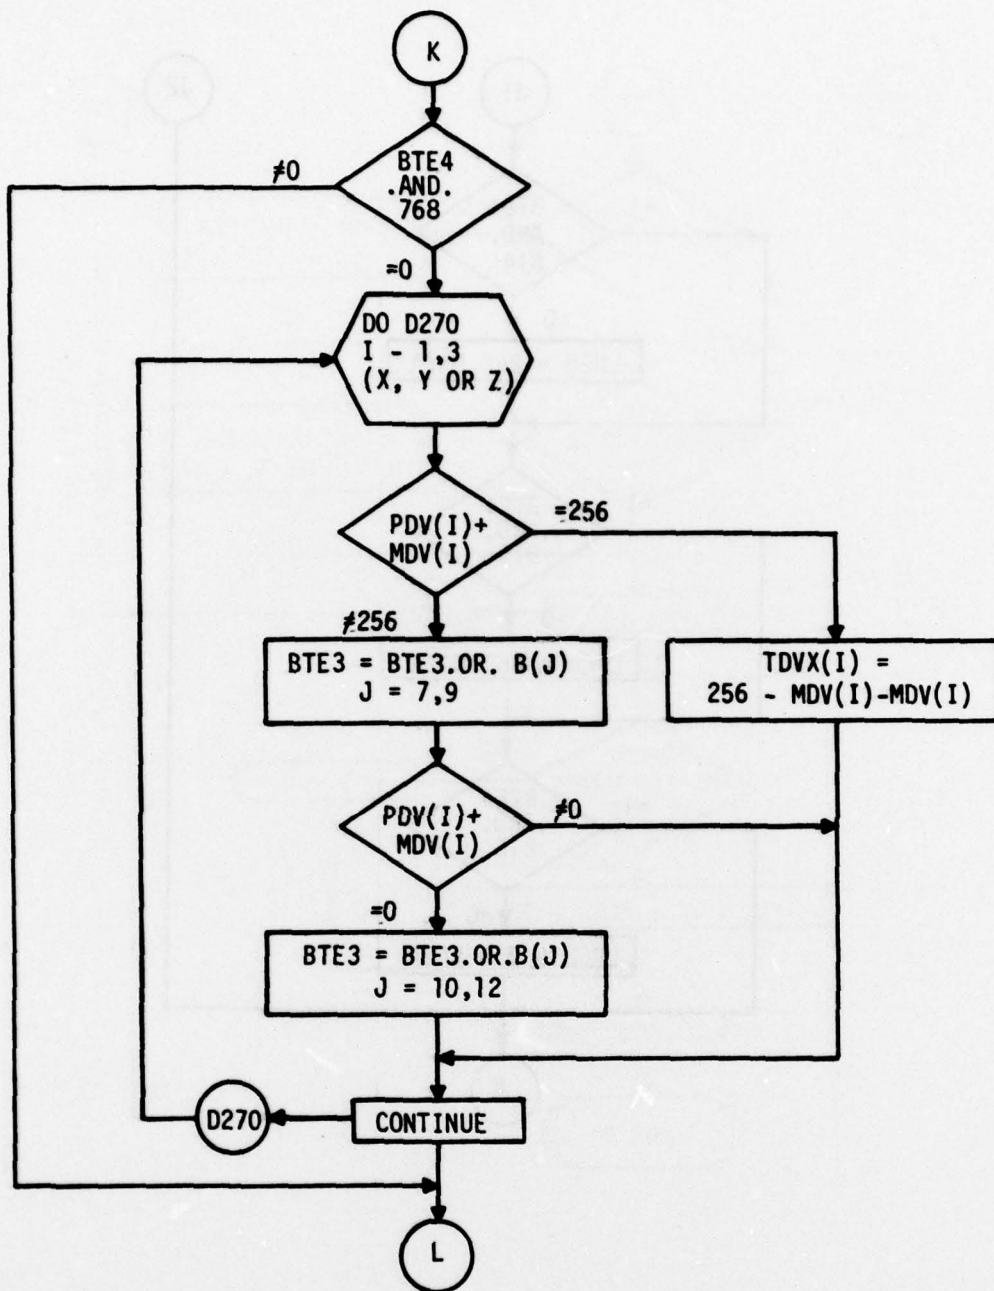 K
BTE4
.AND.
768
≠0
=0
DO D270
I - 1,3
(X, Y OR Z)
PDV(I)+
MDV(I)
=256
≠256
BTE3 = BTE3.OR. B(J)
J = 7,9
TDVX(I) =
256 - MDV(I)-MDV(I)
PDV(I)+
MDV(I)
≠0
=0
BTE3 = BTE3.OR.B(J)
J = 10,12
D270
CONTINUE
L